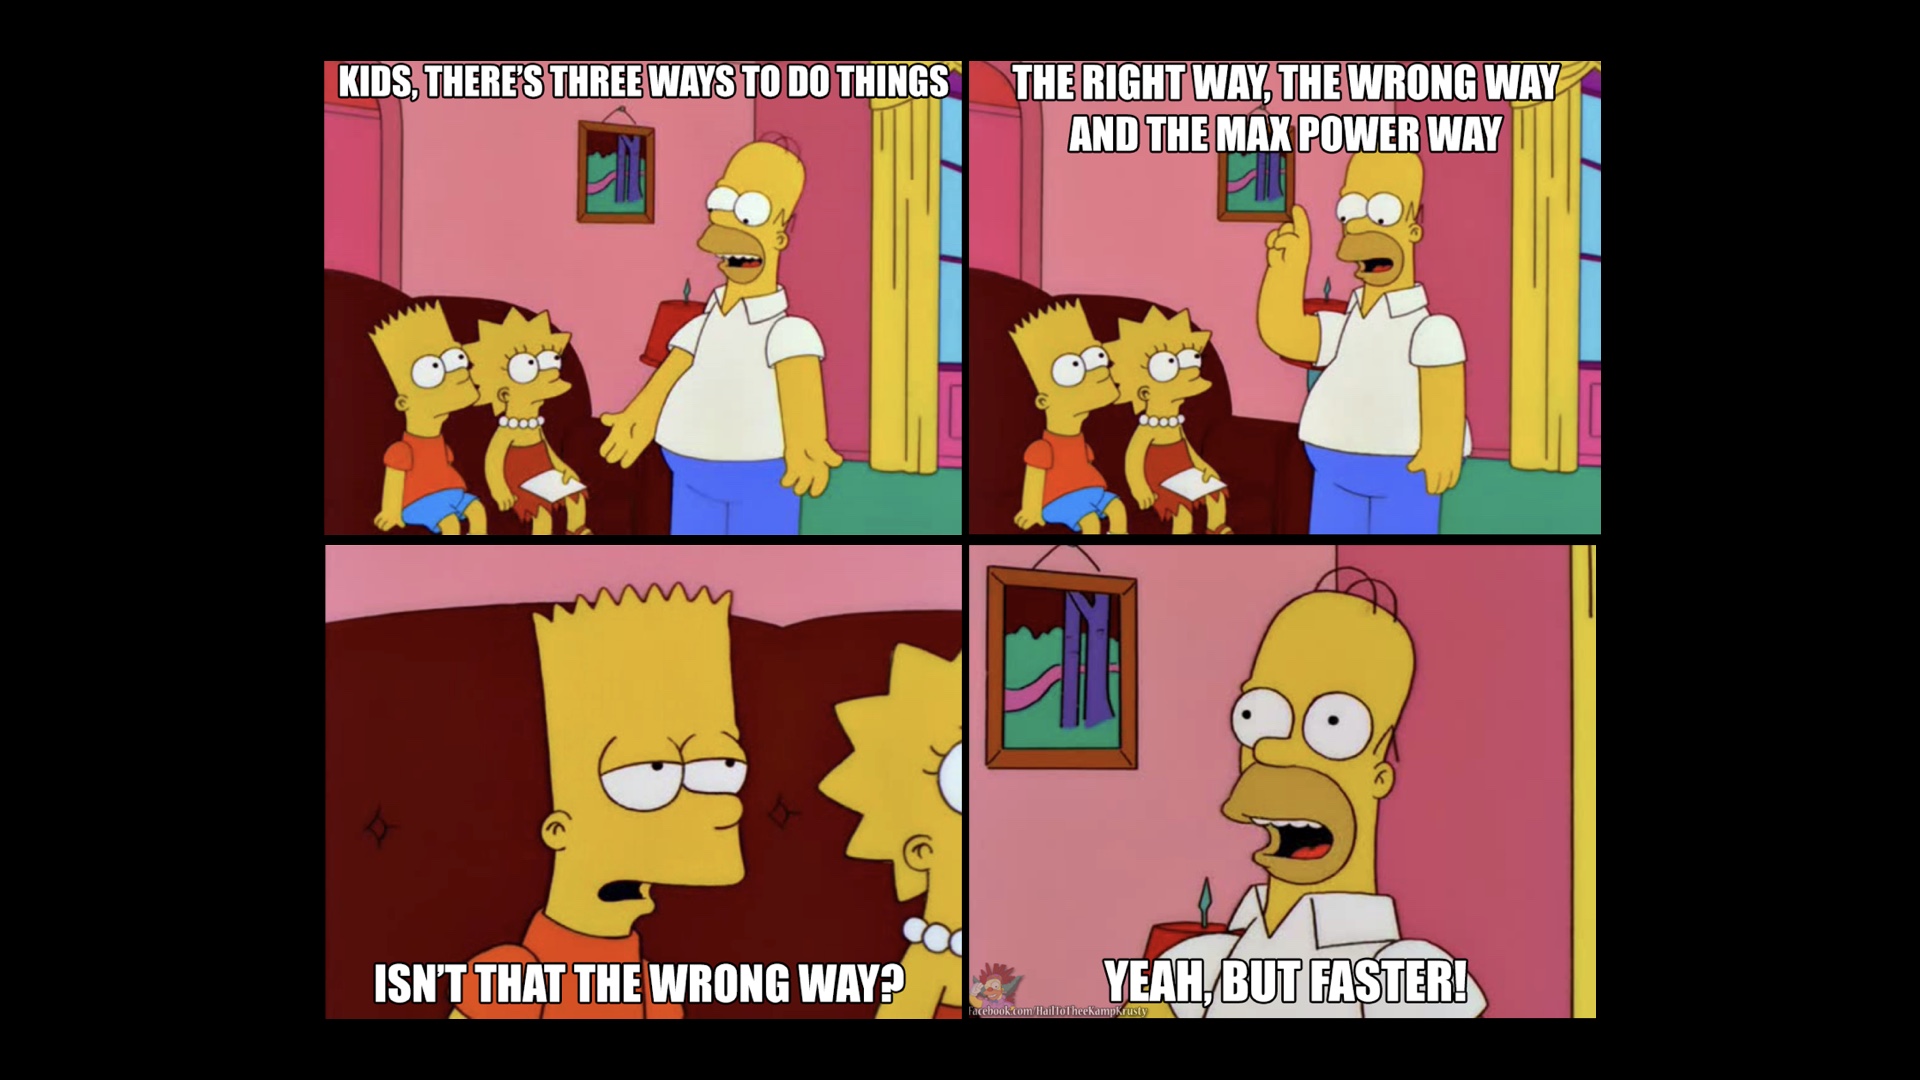 KIDS, THERE'S THREE WAYS TO DO THINGS
THE RIGHT WAY, THE WRONG WAY
AND THE MAX POWER WAY
ISN'T THAT THE WRONG WAY?
YEAH, BUT FASTER!
facebook.com/HailToTheeKampKrusty